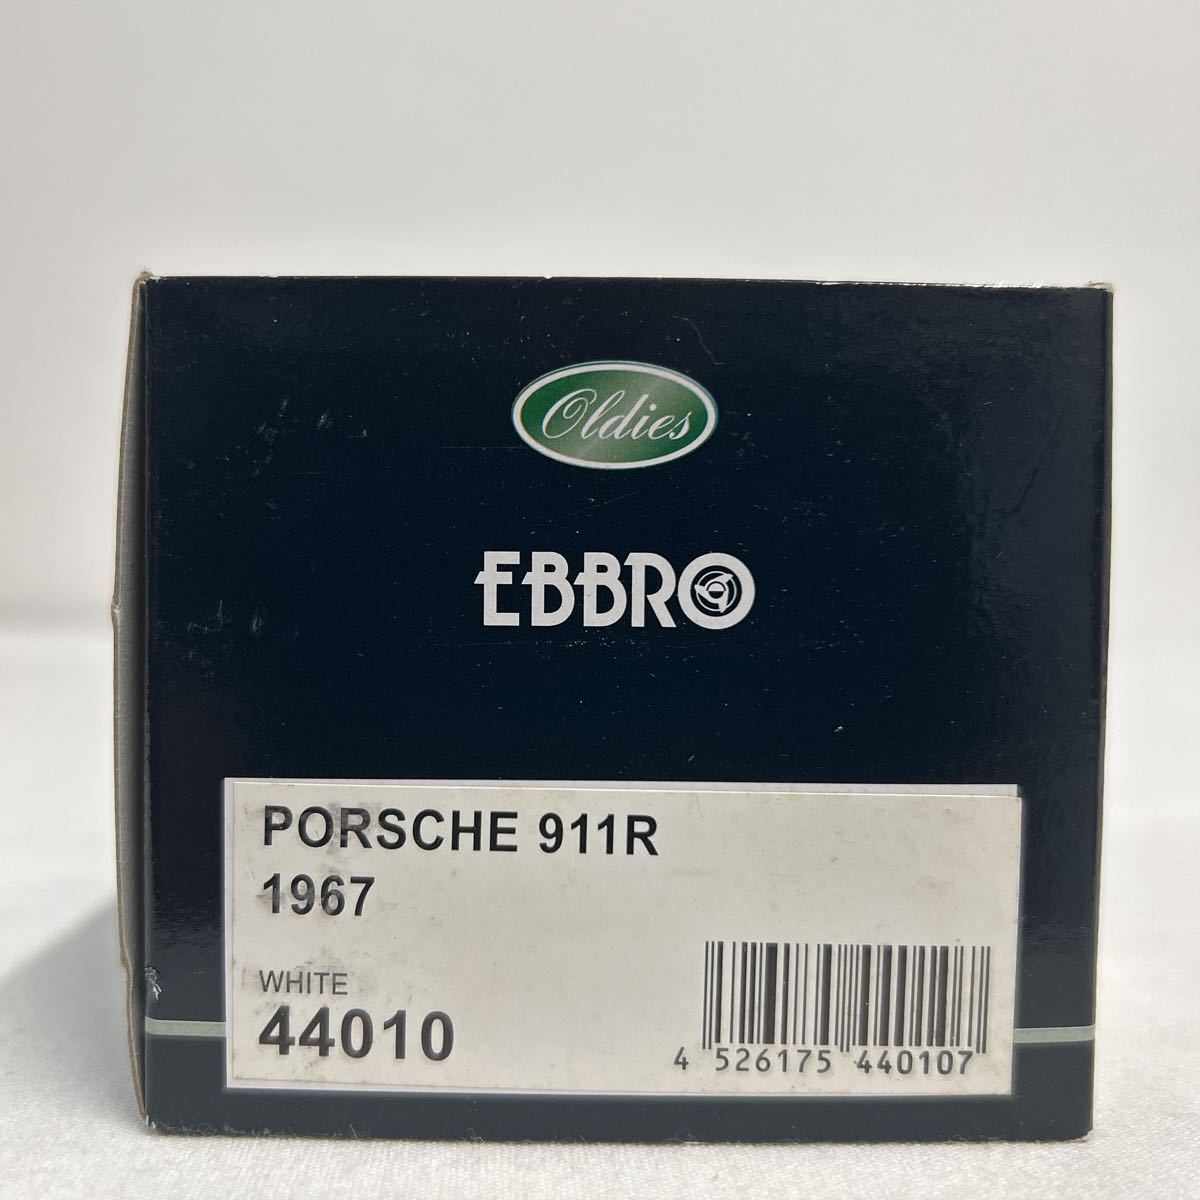 Oldies
EBBRO
PORSCHE 911R
1967
WHITE
44010
4 526175 440107